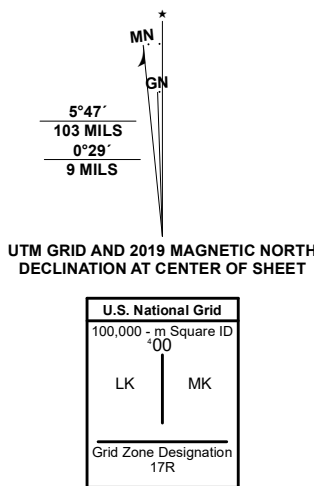 ★
MN
GN
5°47´
103 MILS
0°29´
9 MILS
UTM GRID AND 2019 MAGNETIC NORTH
DECLINATION AT CENTER OF SHEET
U.S. National Grid
100,000 - m Square ID
⁴00
LK MK
Grid Zone Designation
17R